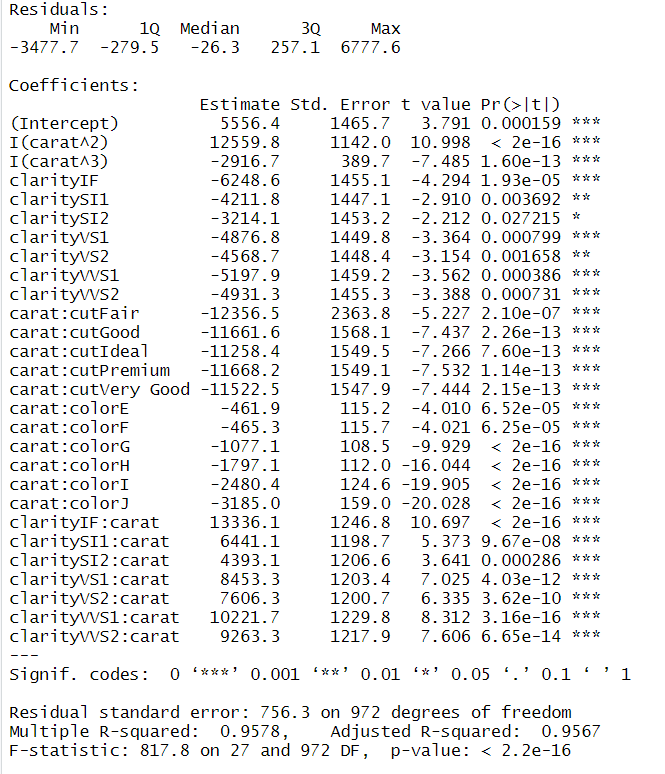 Residuals:
    Min      1Q  Median      3Q     Max
-3477.7  -279.5   -26.3   257.1  6777.6

Coefficients:
                     Estimate Std. Error t value Pr(>|t|)
(Intercept)            5556.4     1465.7   3.791 0.000159 ***
I(carat^2)            12559.8     1142.0  10.998  < 2e-16 ***
I(carat^3)            -2916.7      389.7  -7.485 1.60e-13 ***
clarityIF             -6248.6     1455.1  -4.294 1.93e-05 ***
claritySI1            -4211.8     1447.1  -2.910 0.003692 **
claritySI2            -3214.1     1453.2  -2.212 0.027215 *
clarityVS1            -4876.8     1449.8  -3.364 0.000799 ***
clarityVS2            -4568.7     1448.4  -3.154 0.001658 **
clarityVVS1           -5197.9     1459.2  -3.562 0.000386 ***
clarityVVS2           -4931.3     1455.3  -3.388 0.000731 ***
carat:cutFair        -12356.5     2363.8  -5.227 2.10e-07 ***
carat:cutGood        -11661.6     1568.1  -7.437 2.26e-13 ***
carat:cutIdeal       -11258.4     1549.5  -7.266 7.60e-13 ***
carat:cutPremium     -11668.2     1549.1  -7.532 1.14e-13 ***
carat:cutVery Good   -11522.5     1547.9  -7.444 2.15e-13 ***
carat:colorE           -461.9      115.2  -4.010 6.52e-05 ***
carat:colorF           -465.3      115.7  -4.021 6.25e-05 ***
carat:colorG          -1077.1      108.5  -9.929  < 2e-16 ***
carat:colorH          -1797.1      112.0 -16.044  < 2e-16 ***
carat:colorI          -2480.4      124.6 -19.905  < 2e-16 ***
carat:colorJ          -3185.0      159.0 -20.028  < 2e-16 ***
clarityIF:carat       13336.1     1246.8  10.697  < 2e-16 ***
claritySI1:carat       6441.1     1198.7   5.373 9.67e-08 ***
claritySI2:carat       4393.1     1206.6   3.641 0.000286 ***
clarityVS1:carat       8453.3     1203.4   7.025 4.03e-12 ***
clarityVS2:carat       7606.3     1200.7   6.335 3.62e-10 ***
clarityVVS1:carat     10221.7     1229.8   8.312 3.16e-16 ***
clarityVVS2:carat      9263.3     1217.9   7.606 6.65e-14 ***
---
Signif. codes:  0 ‘***’ 0.001 ‘**’ 0.01 ‘*’ 0.05 ‘.’ 0.1 ‘ ’ 1

Residual standard error: 756.3 on 972 degrees of freedom
Multiple R-squared:  0.9578,	Adjusted R-squared:  0.9567
F-statistic: 817.8 on 27 and 972 DF,  p-value: < 2.2e-16